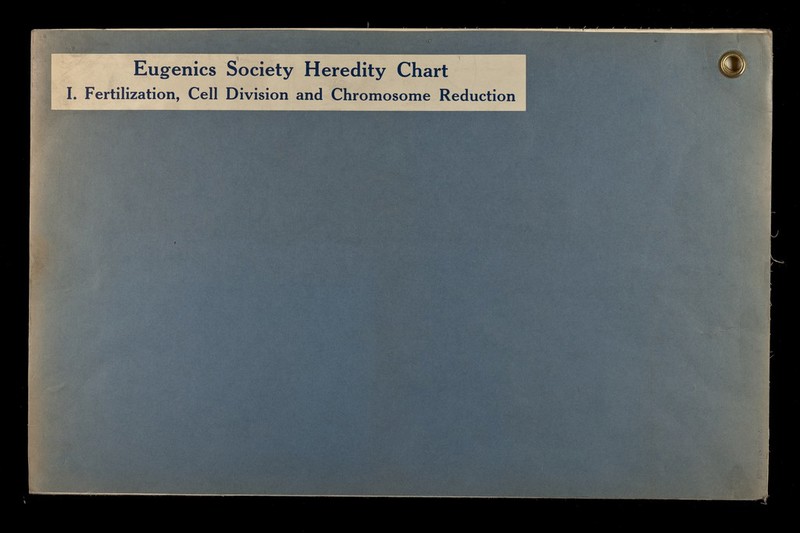 Eugenics Society Heredity Chart
I. Fertilization, Cell Division and Chromosome Reduction